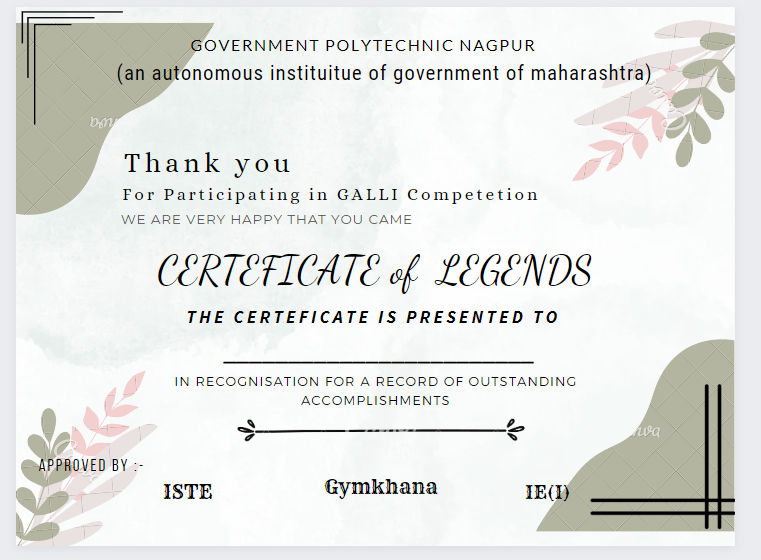 GOVERNMENT POLYTECHNIC NAGPUR
(an autonomous instituitue of government of maharashtra)
Thank you
For Participating in GALLI Competetion
WE ARE VERY HAPPY THAT YOU CAME
CERTEFICATE of LEGENDS
THE CERTEFICATE IS PRESENTED TO
IN RECOGNISATION FOR A RECORD OF OUTSTANDING
ACCOMPLISHMENTS
APPROVED BY :-
ISTE
Gymkhana
IE(I)